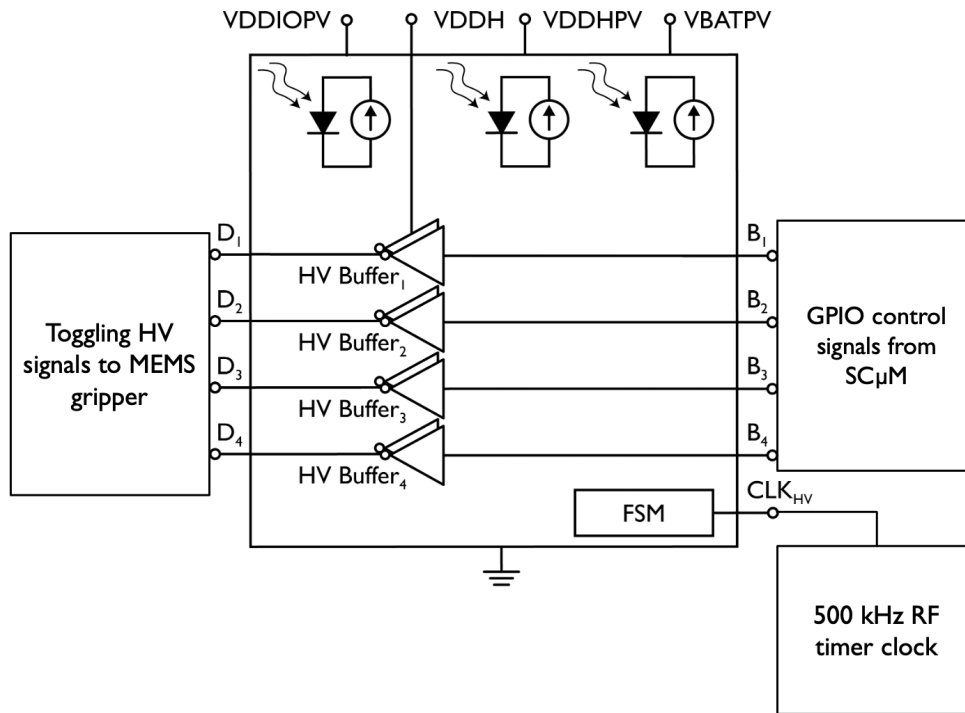 VDDIOPV
VDDH
VDDHPV
VBATPV
D1
B1
HV Buffer1
D2
B2
HV Buffer2
D3
B3
HV Buffer3
D4
B4
HV Buffer4
Toggling HV
signals to MEMS
gripper
GPIO control
signals from
SCμM
FSM
CLKHV
500 kHz RF
timer clock